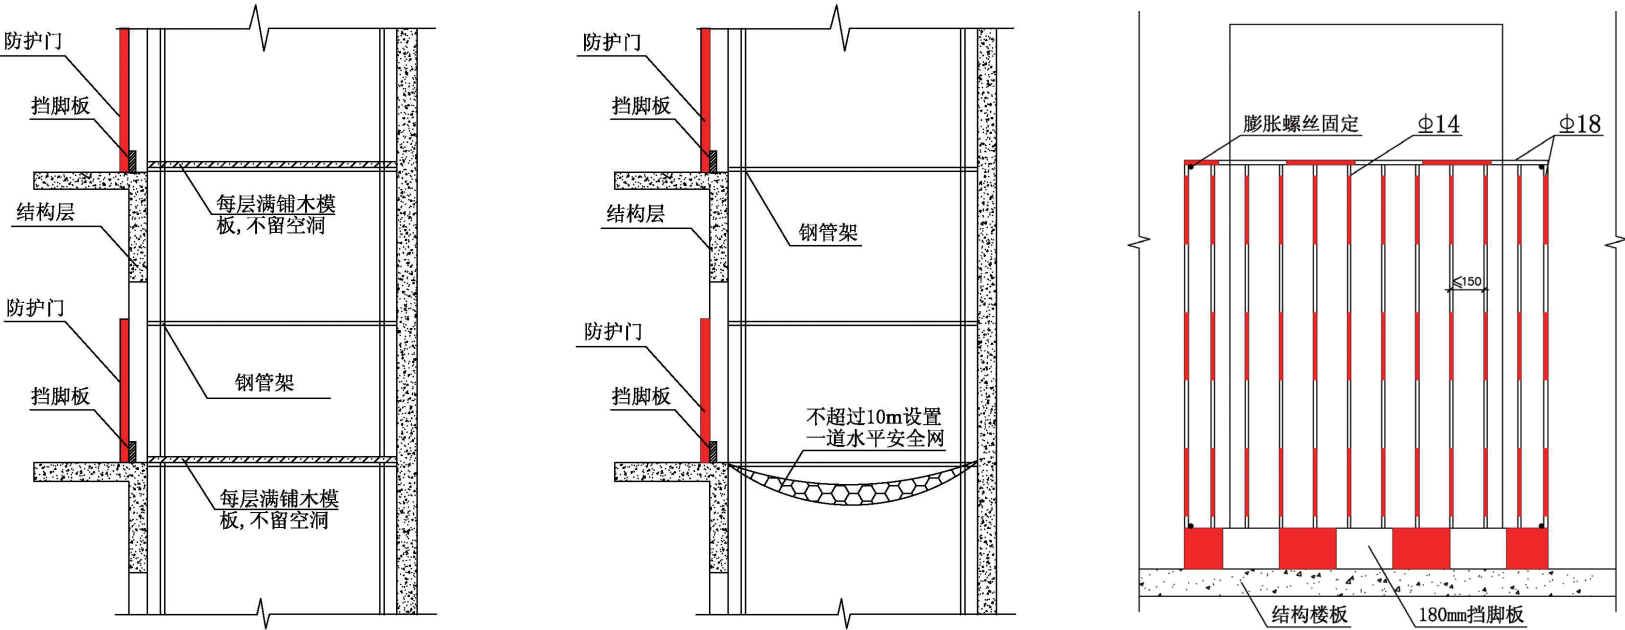 防护门
挡脚板
每层满铺木模
板,不留空洞
结构层
防护门
钢管架
挡脚板
每层满铺木模
板,不留空洞
防护门
挡脚板
结构层
钢管架
防护门
挡脚板
不超过10m设置
一道水平安全网
膨胀螺丝固定
Φ14
Φ18
≤150
结构楼板
180mm挡脚板